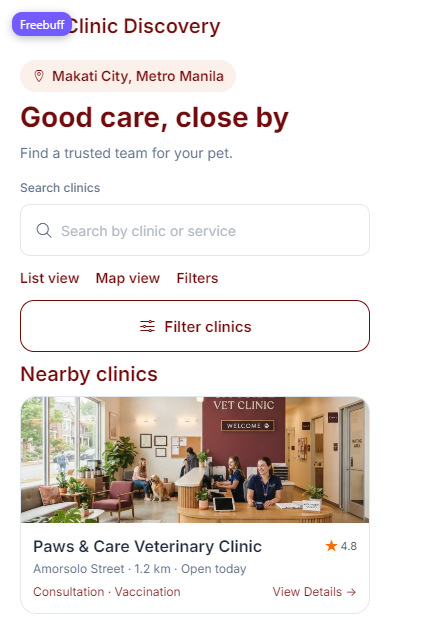 Freebuff
Clinic Discovery
Makati City, Metro Manila
Good care, close by
Find a trusted team for your pet.
Search clinics
Search by clinic or service
List view Map view Filters
Filter clinics
Nearby clinics
VET CLINIC
WELCOME
Paws & Care Veterinary Clinic
4.8
Amorsolo Street · 1.2 km · Open today
Consultation · Vaccination
View Details →